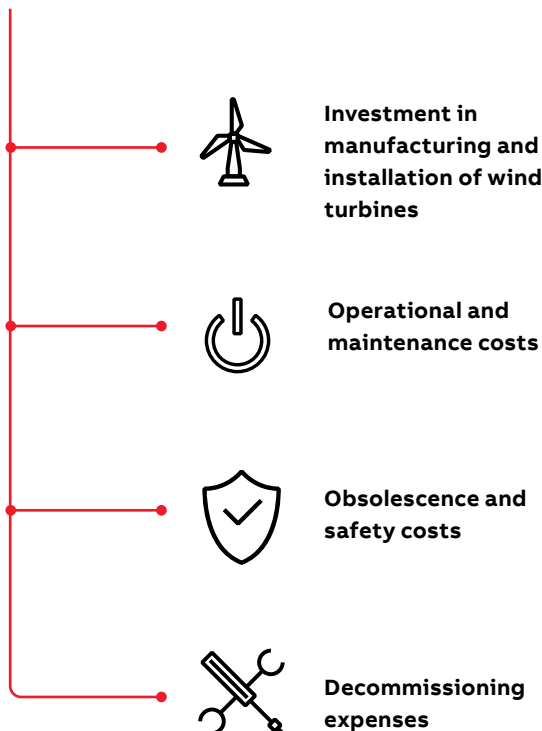 Investment in
manufacturing and
installation of wind
turbines
Operational and
maintenance costs
Obsolescence and
safety costs
Decommissioning
expenses